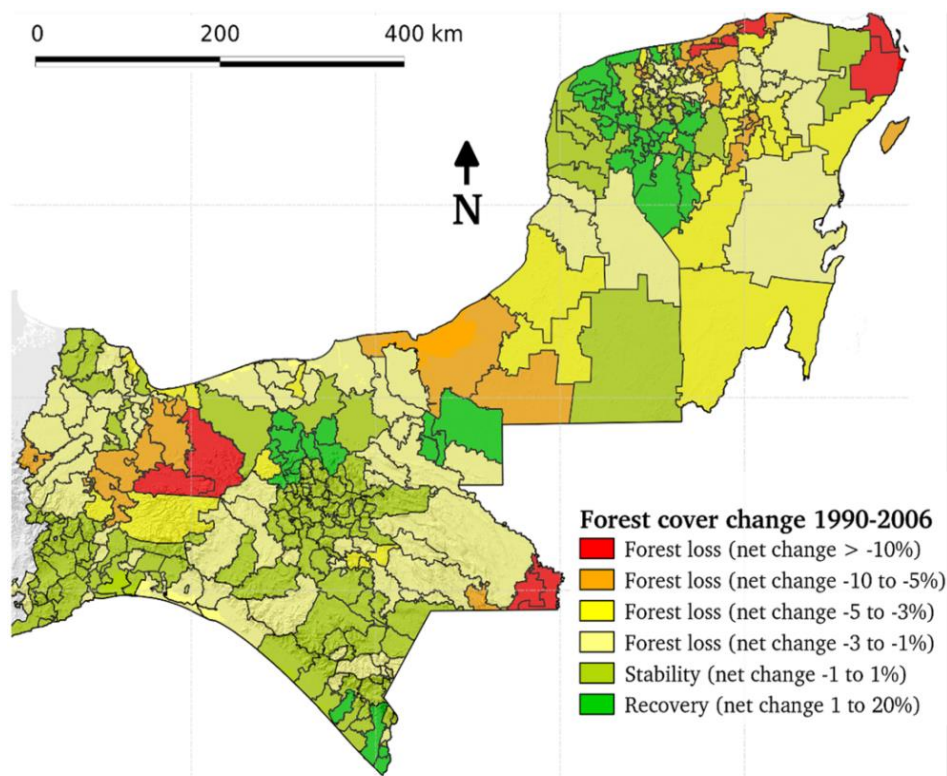 0 200 400 km
N
Forest cover change 1990-2006
Forest loss (net change > -10%)
Forest loss (net change -10 to -5%)
Forest loss (net change -5 to -3%)
Forest loss (net change -3 to -1%)
Stability (net change -1 to 1%)
Recovery (net change 1 to 20%)